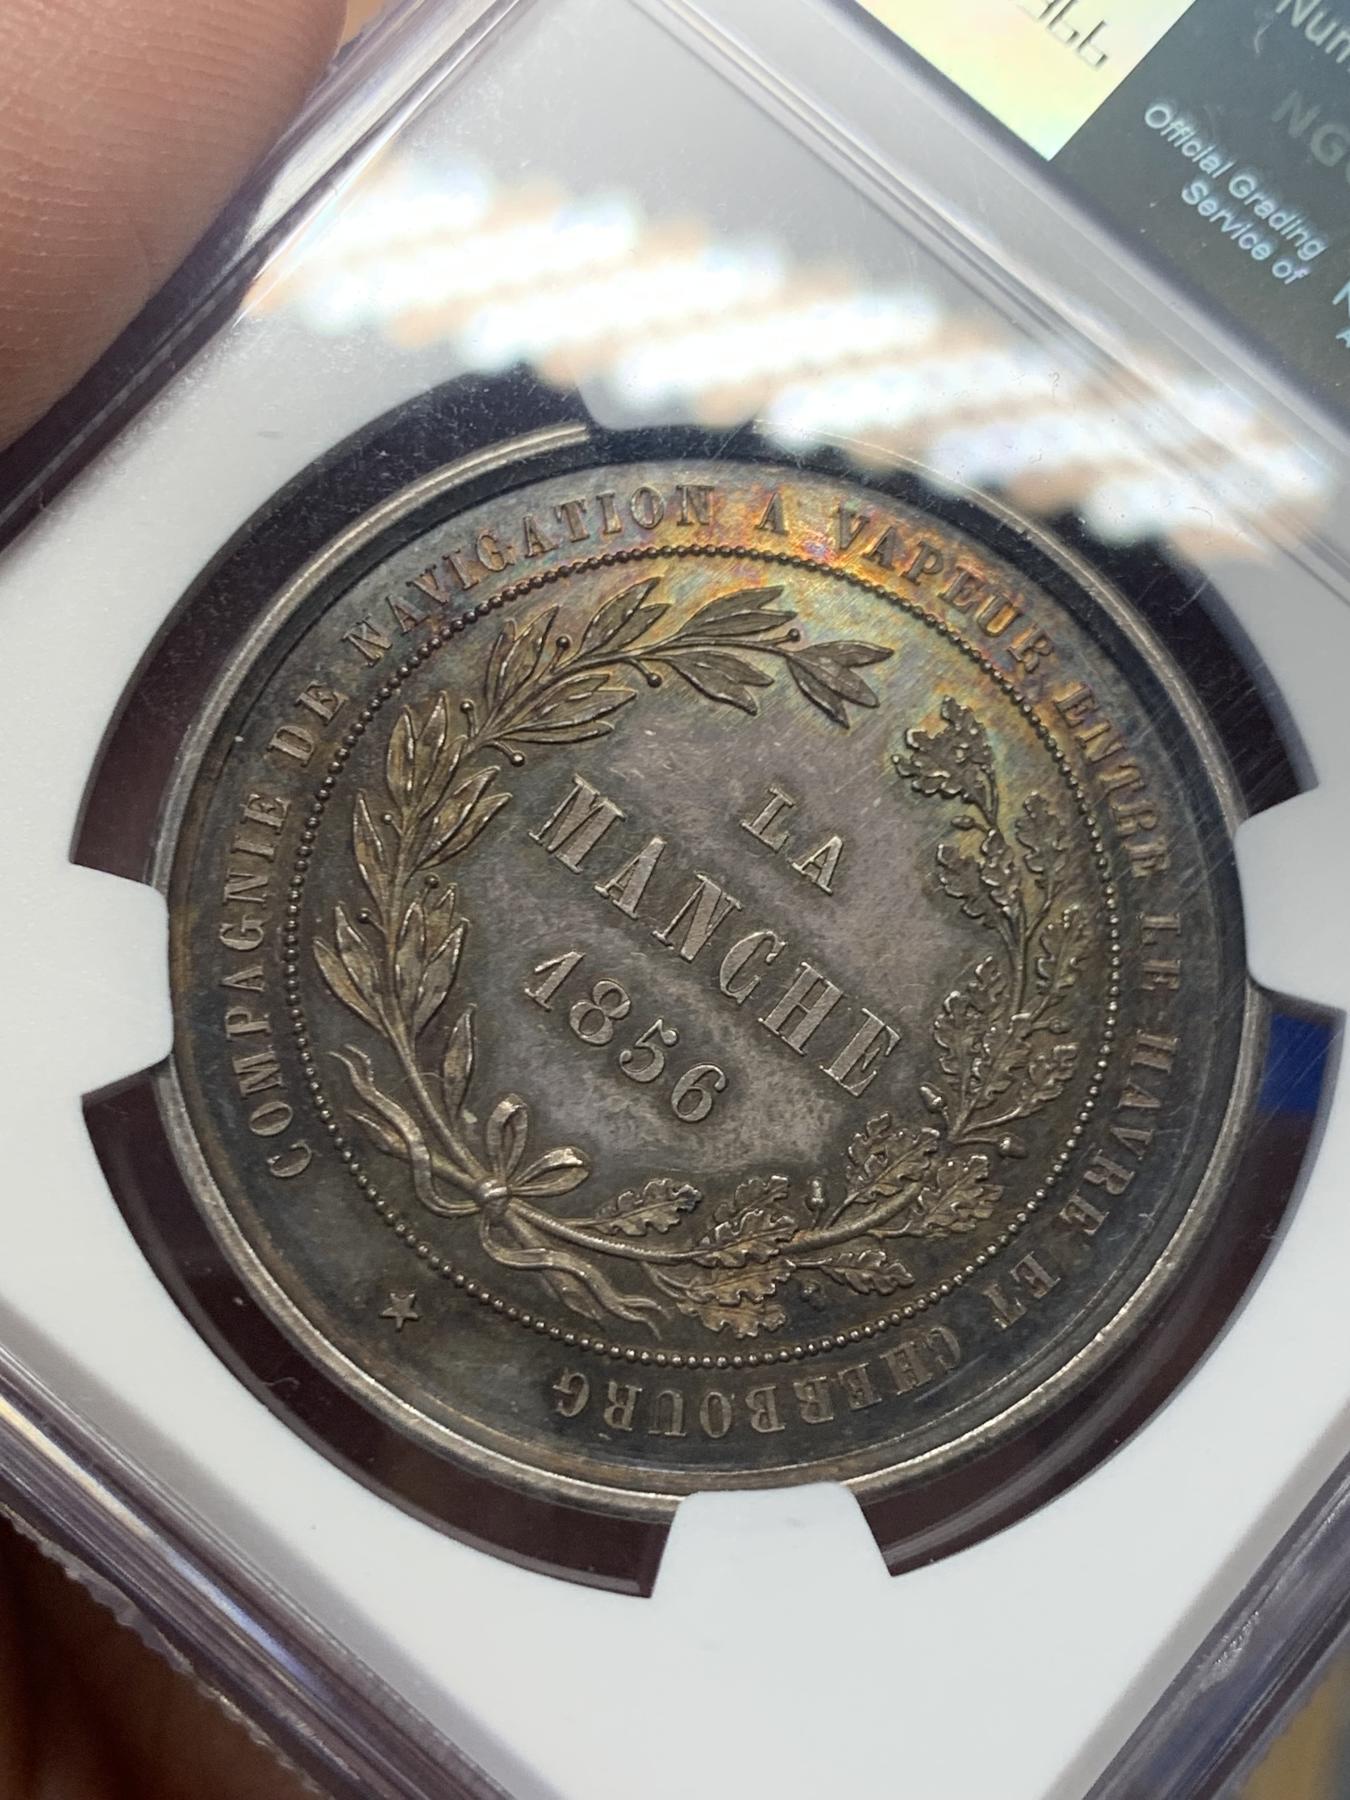 Official Grading
Service of
COMPAGNIE DE NAVIGATION A VAPEUR ENTRE LE HAVRE ET CHERBOURG
LA
MANCHE
1856